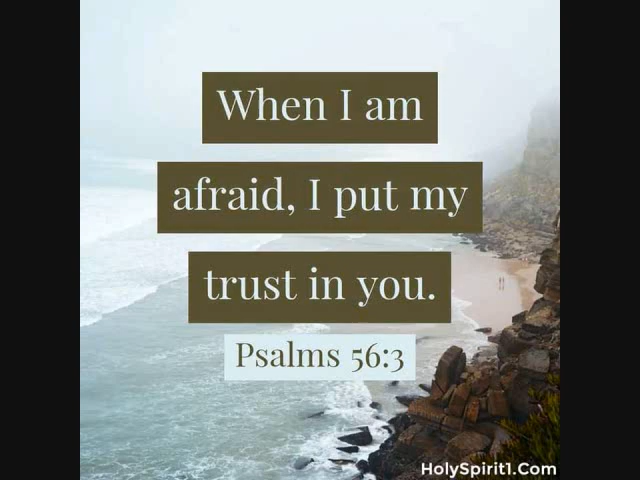 When I am
afraid, I put my
trust in you.
Psalms 56:3
HolySpirit1.Com